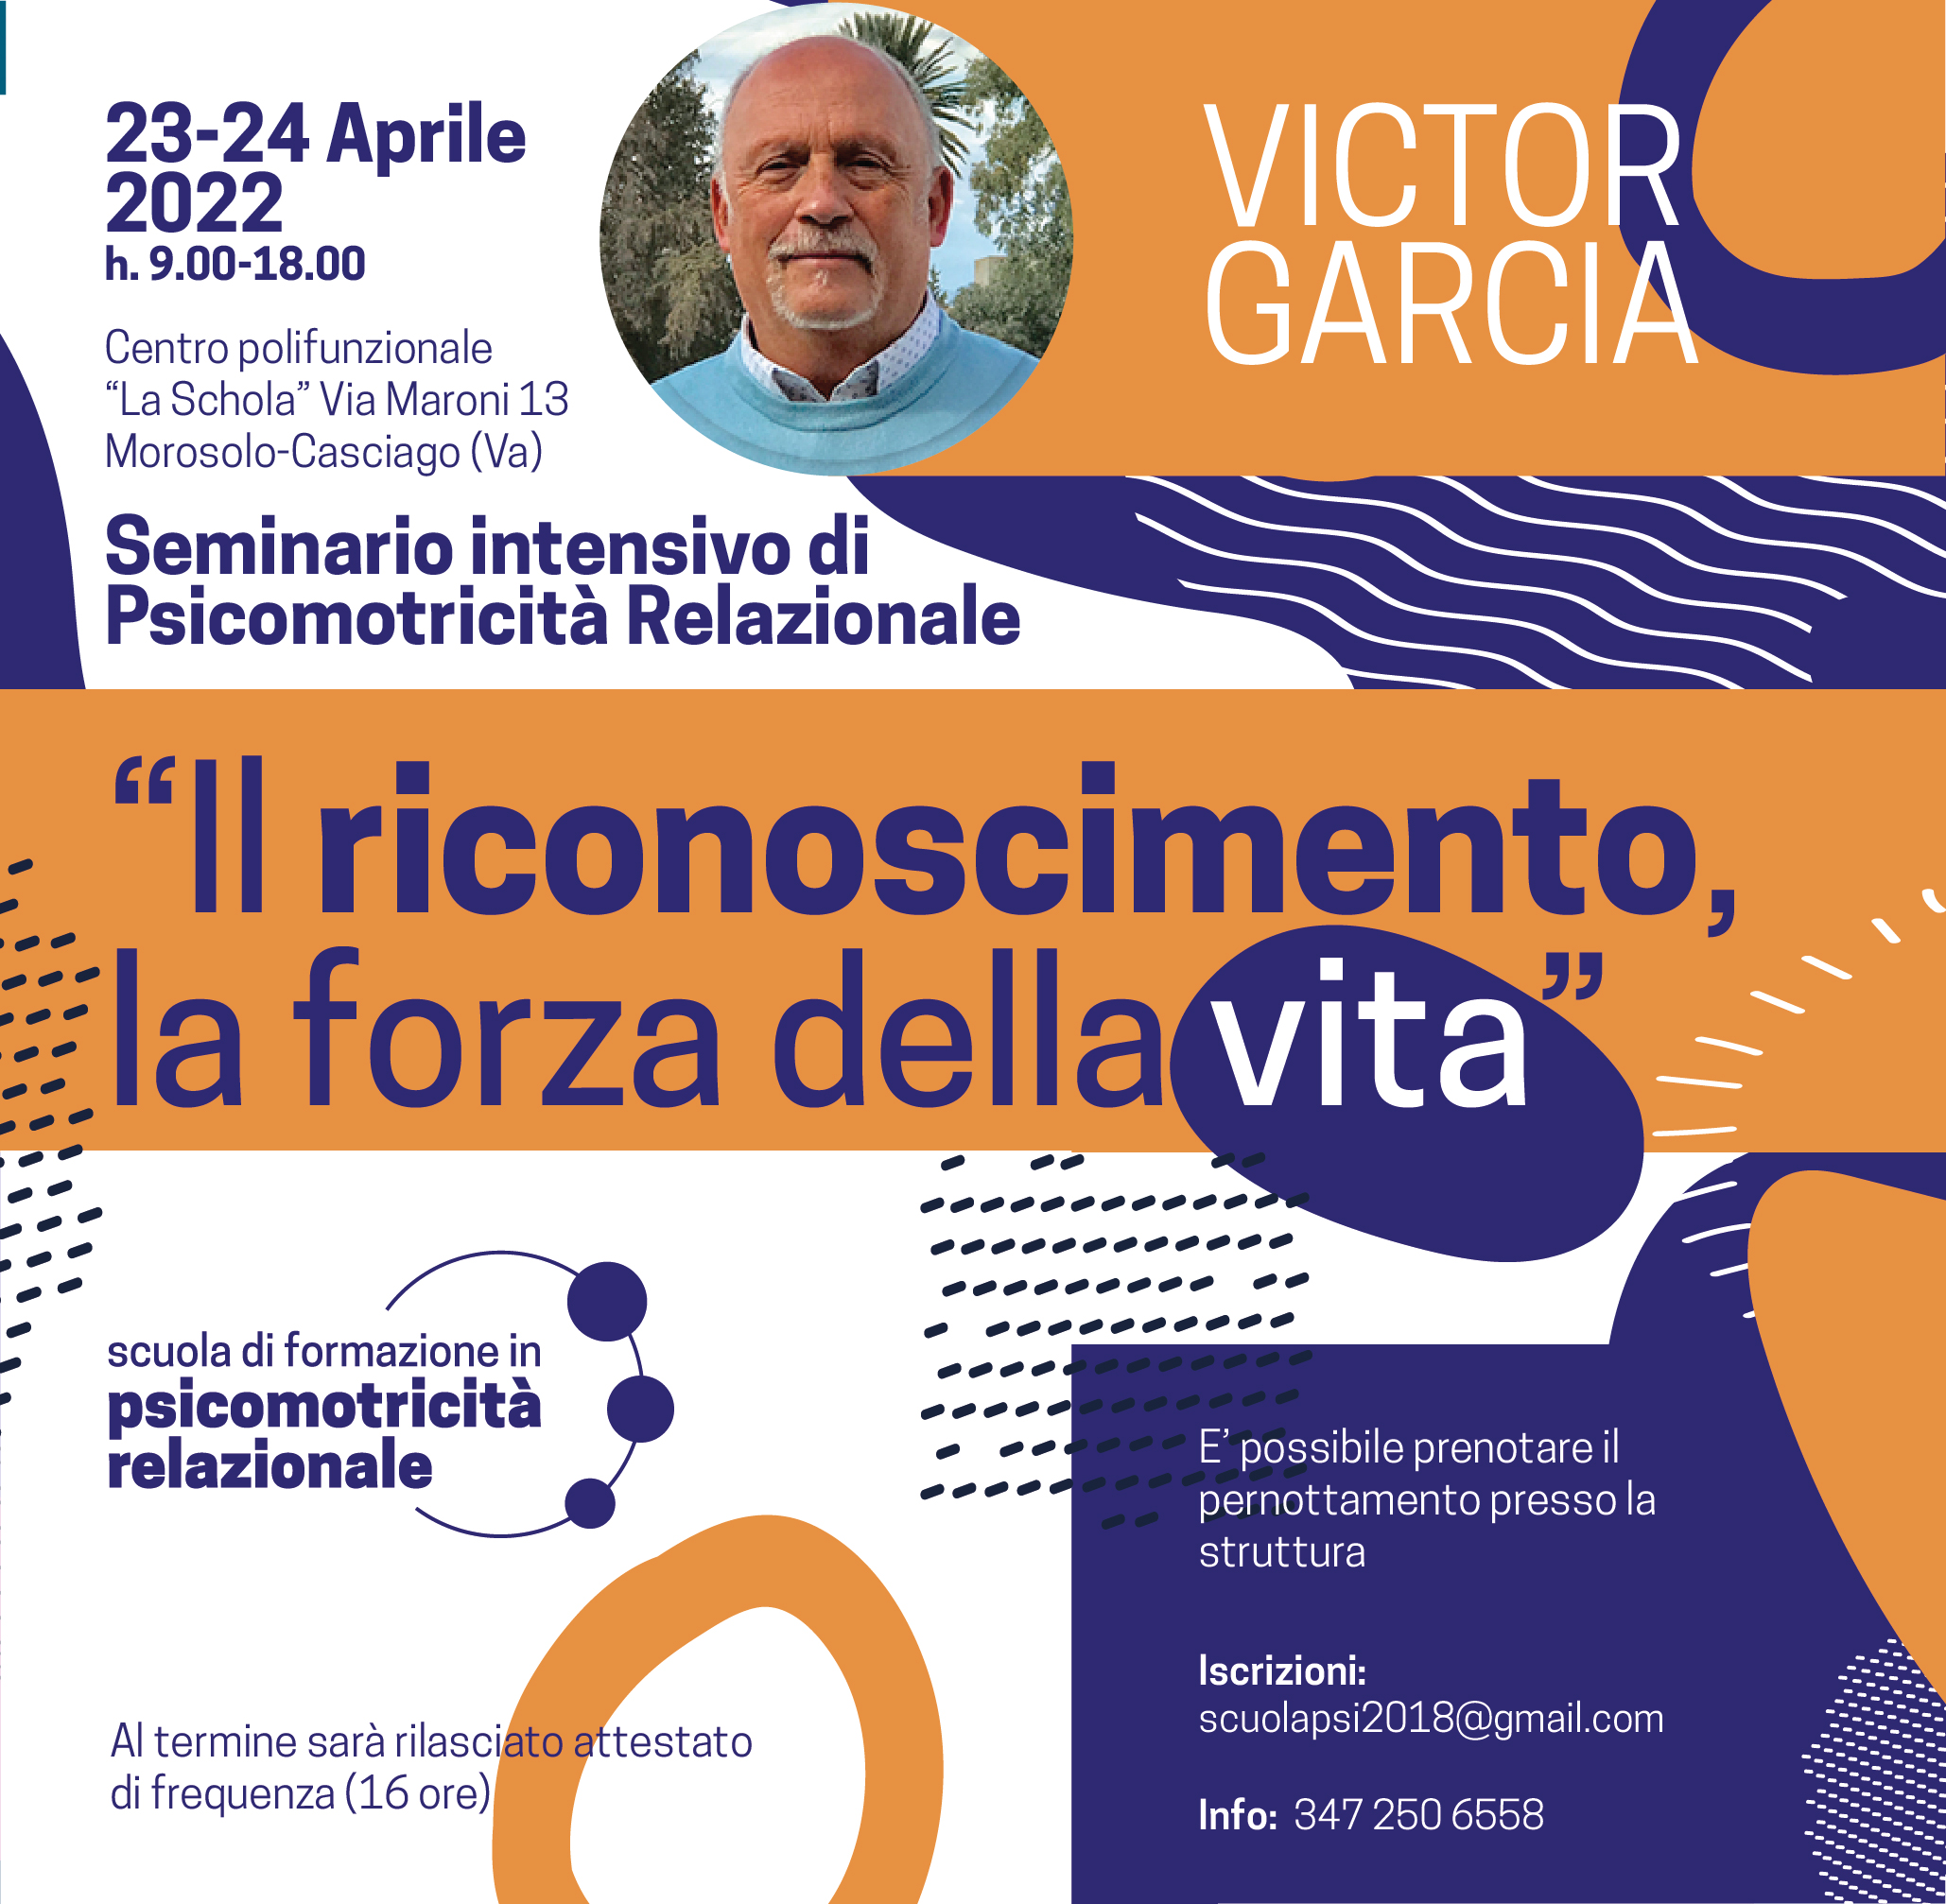 23-24 Aprile
2022
h. 9.00-18.00
Centro polifunzionale
“La Schola” Via Maroni 13
Morosolo-Casciago (Va)
VICTOR
GARCIA
Seminario intensivo di
Psicomotricità Relazionale
“Il riconoscimento,
la forza della vita”
scuola di formazione in
psicomotricità
relazionale
Al termine sarà rilasciato attestato
di frequenza (16 ore)
E’ possibile prenotare il
pernottamento presso la
struttura
Iscrizioni:
scuolapsi2018@gmail.com
Info: 347 250 6558